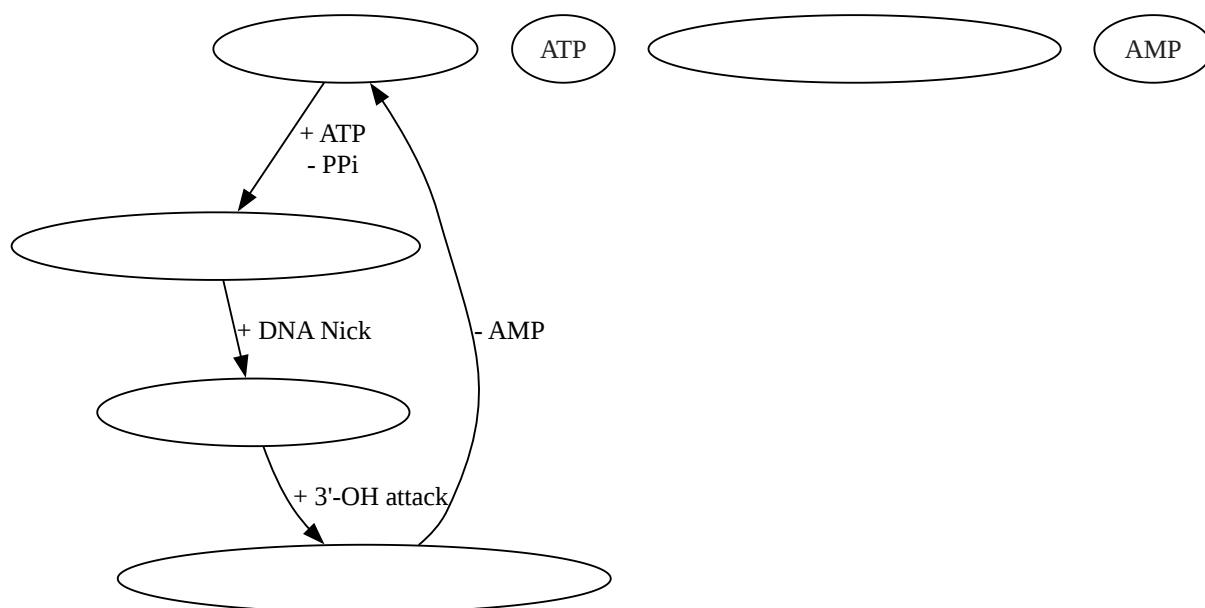 ATP
AMP
+ ATP
- PPi
+ DNA Nick
- AMP
+ 3'-OH attack